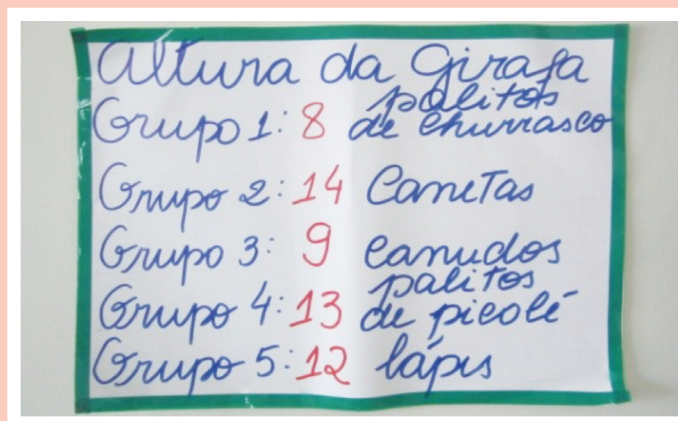 Altura da Girafa
Grupo 1: 8 palitos de churrasco
Grupo 2: 14 Canetas
Grupo 3: 9 canudos
Grupo 4: 13 palitos de picolé
Grupo 5: 12 lápis